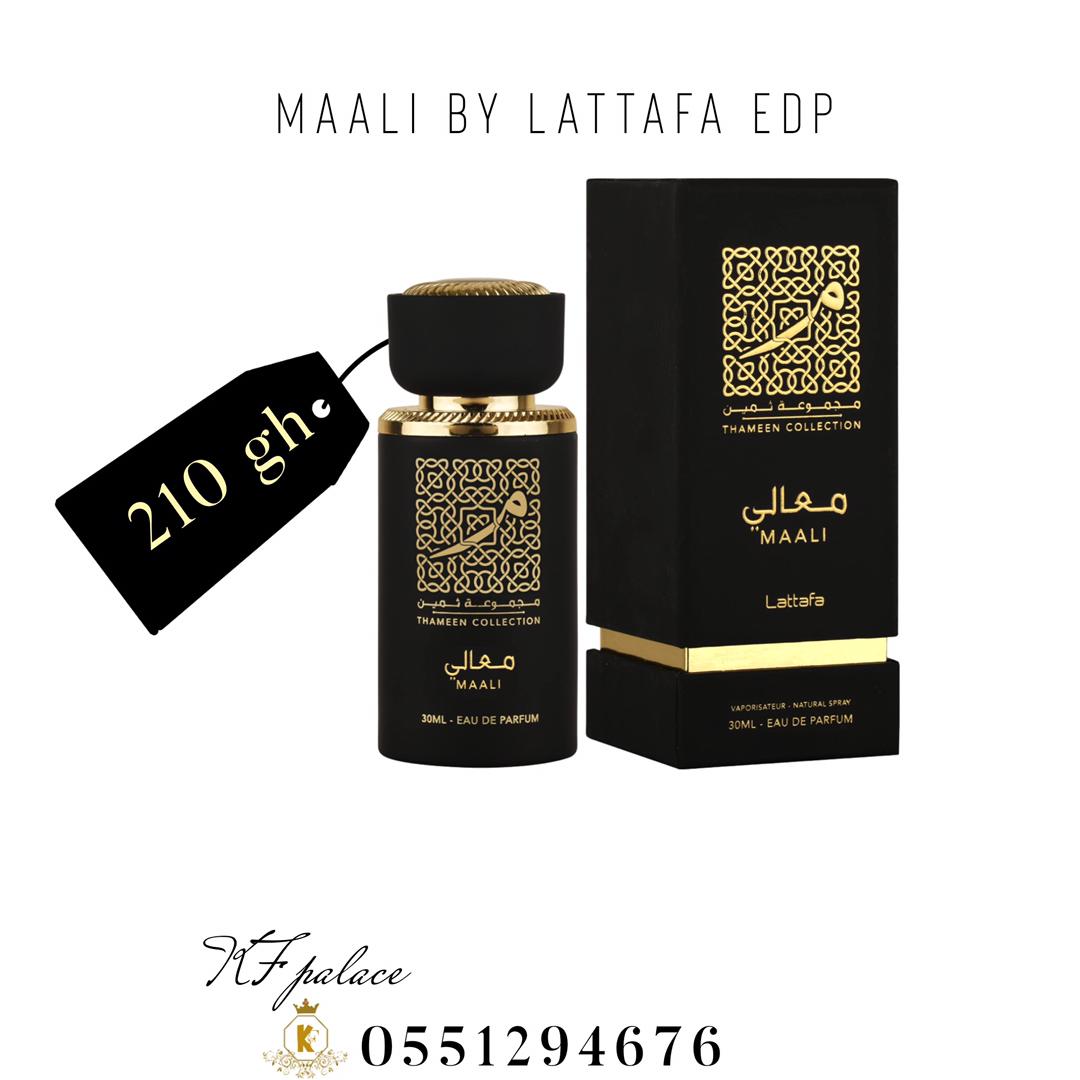 MAALI BY LATTAFA EDP
210 gh
مجموعة ثمين
THAMEEN COLLECTION
معالي
MAALI
30ML - EAU DE PARFUM
مجموعة ثمين
THAMEEN COLLECTION
معالي
MAALI
Lattafa
VAPORISATEUR - NATURAL SPRAY
30ML - EAU DE PARFUM
KF palace
KF
0551294676